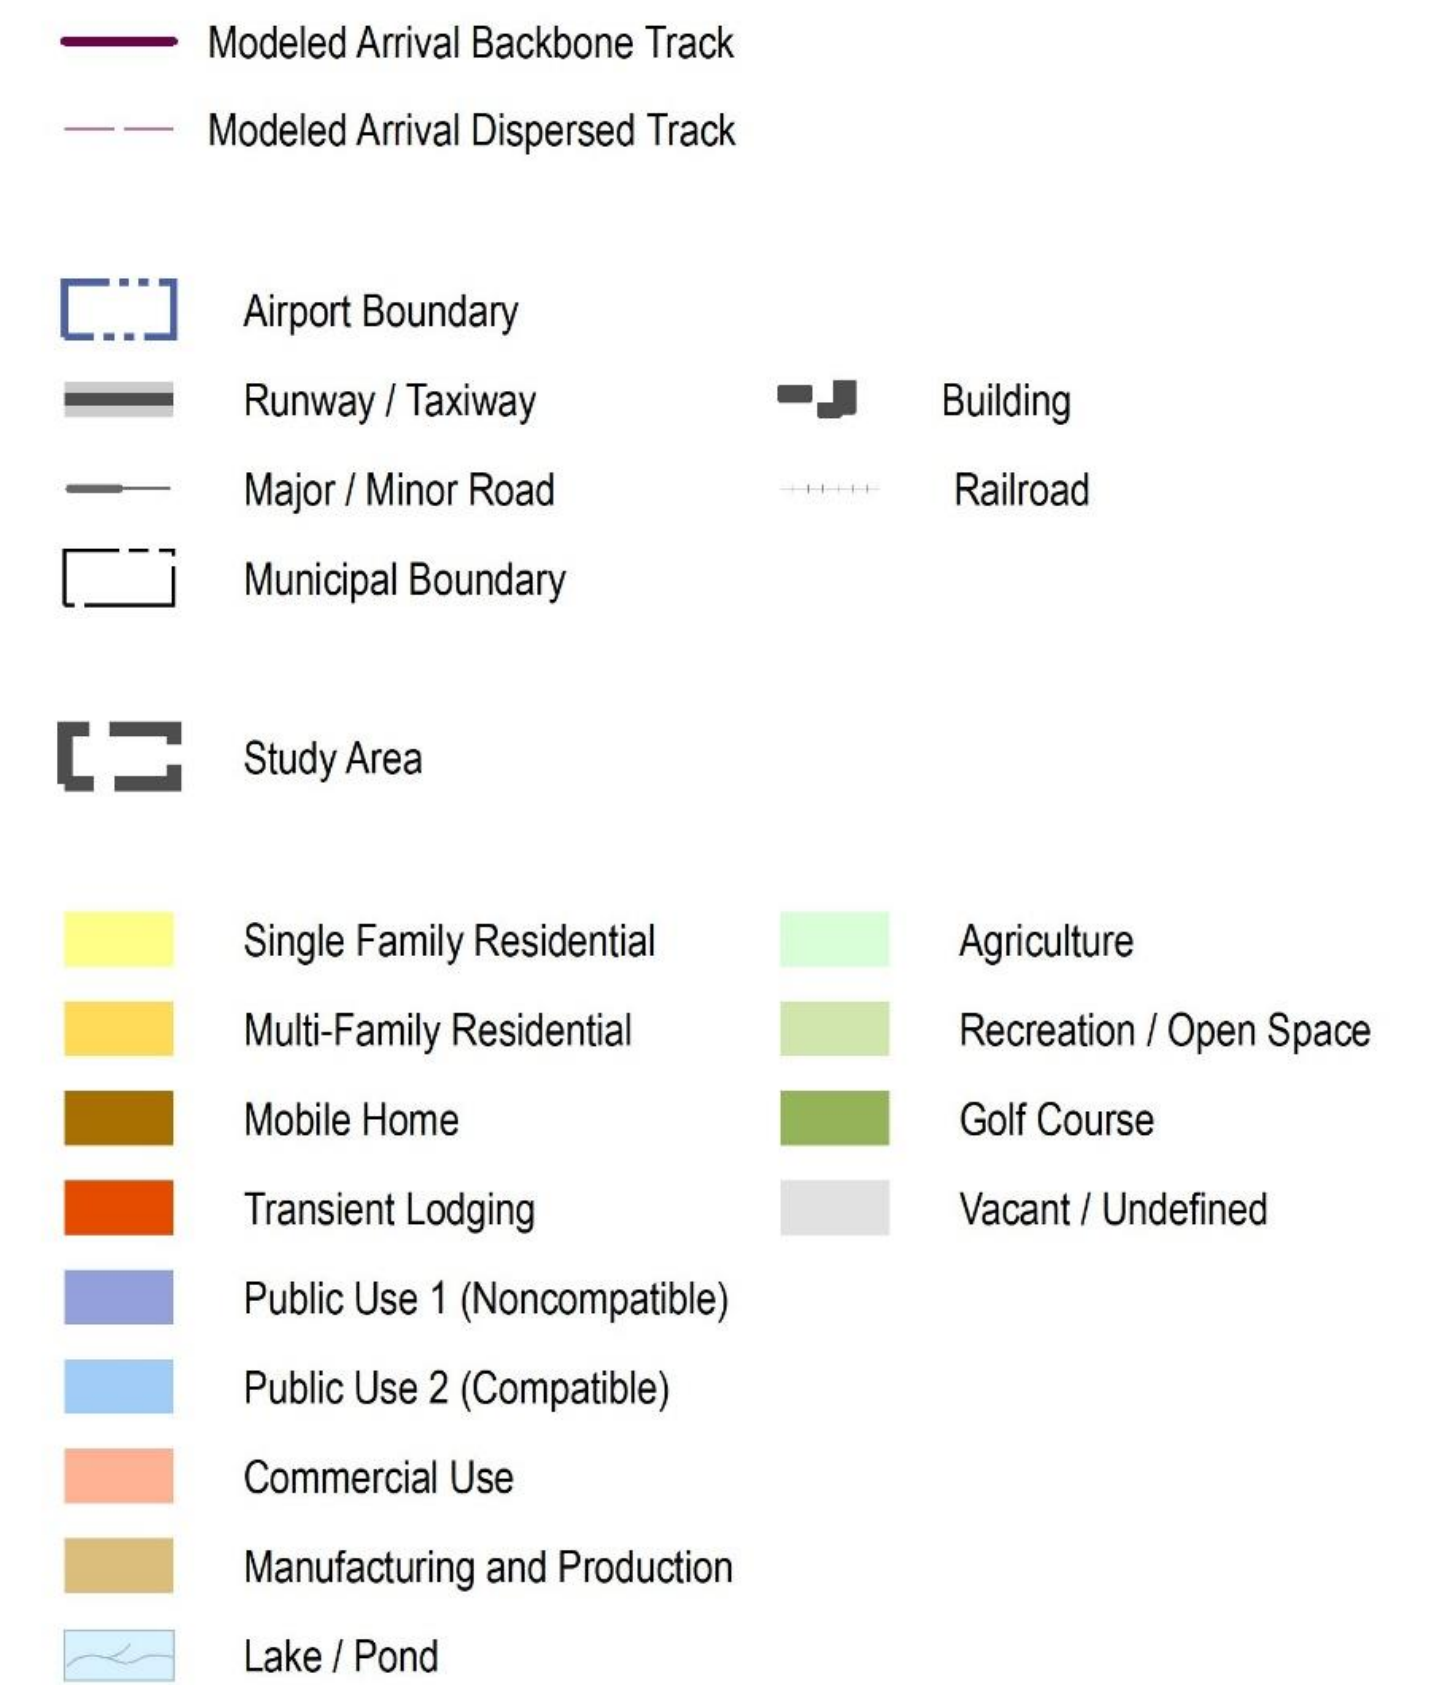 Modeled Arrival Backbone Track
Modeled Arrival Dispersed Track
Airport Boundary
Runway / Taxiway
Building
Major / Minor Road
Railroad
Municipal Boundary
Study Area
Single Family Residential
Agriculture
Multi-Family Residential
Recreation / Open Space
Mobile Home
Golf Course
Transient Lodging
Vacant / Undefined
Public Use 1 (Noncompatible)
Public Use 2 (Compatible)
Commercial Use
Manufacturing and Production
Lake / Pond